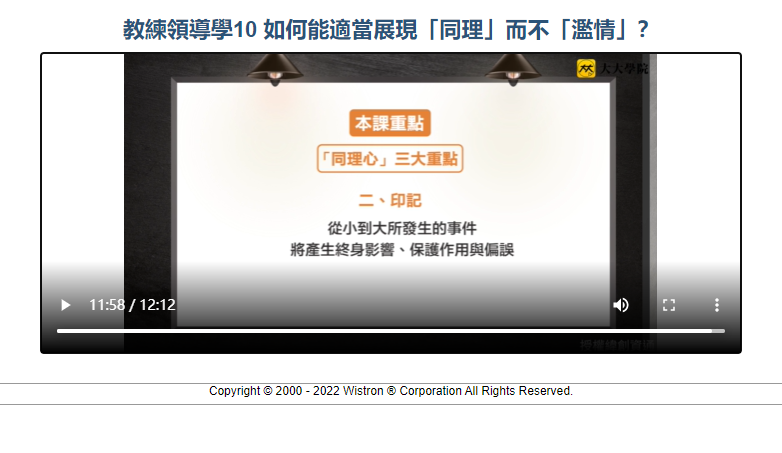 教練領導學10 如何能適當展現「同理」而不「濫情」?
大大學院
本課重點
「同理心」三大重點
二、印記
從小到大所發生的事件
將產生終身影響、保護作用與偏誤
11:58 / 12:12
Copyright © 2000 - 2022 Wistron ® Corporation All Rights Reserved.